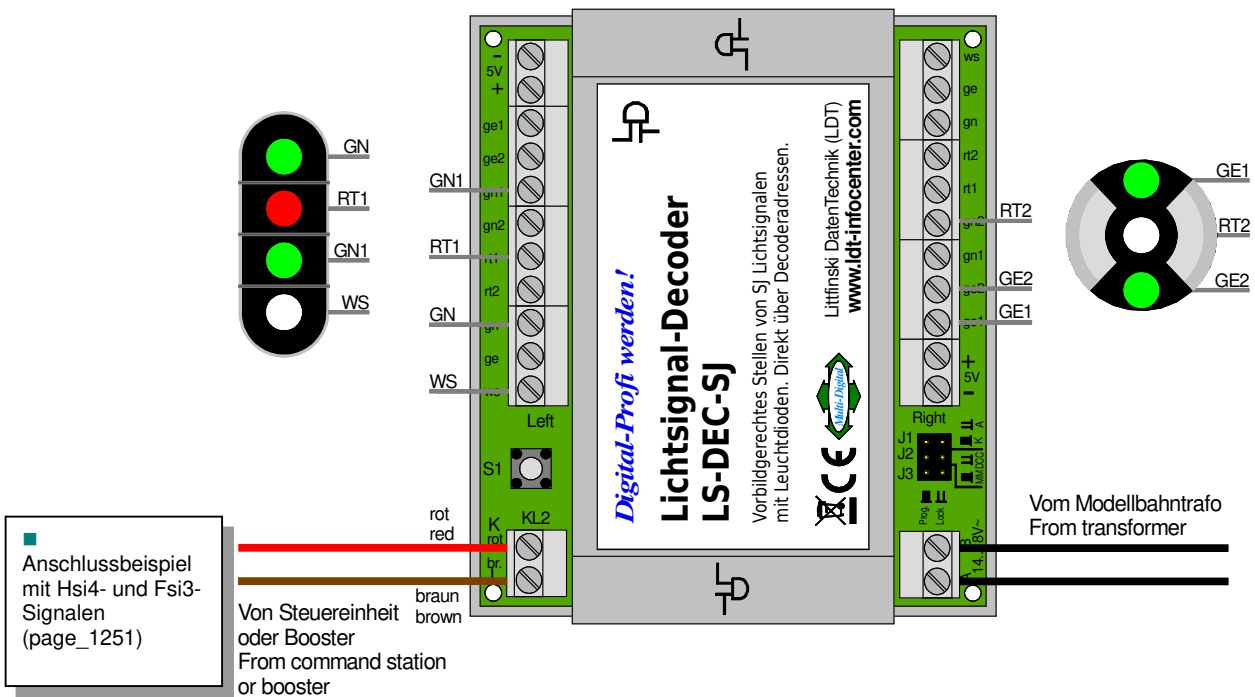 GN
RT1
GN1
WS
GN1
RT1
GN
WS
-
5V
+
ge1
ge2
gn1
gn2
rt1
rt2
gn
ge
ws
Left
S1
KL2
K
rot
br.
rot
red
braun
brown
Digital-Profi werden!
Lichtsignal-Decoder
LS-DEC-SJ
Vorbildgerechtes Stellen von SJ Lichtsignalen
mit Leuchtdioden. Direkt über Decoderadressen.
Littfinski DatenTechnik (LDT)
www.ldt-infocenter.com
Multi-Digital
CE
ws
ge
gn
rt2
rt1
gn2
gn1
ge2
ge1
+
5V
-
Right
J1
J2
J3
A
K
DCC
MM
Prog.
Lock
B
A
RT2
GE2
GE1
GE1
RT2
GE2
Vom Modellbahntrafo
From transformer
Anschlussbeispiel
mit Hsi4- und Fsi3-
Signalen
(page_1251)
Von Steuereinheit
oder Booster
From command station
or booster